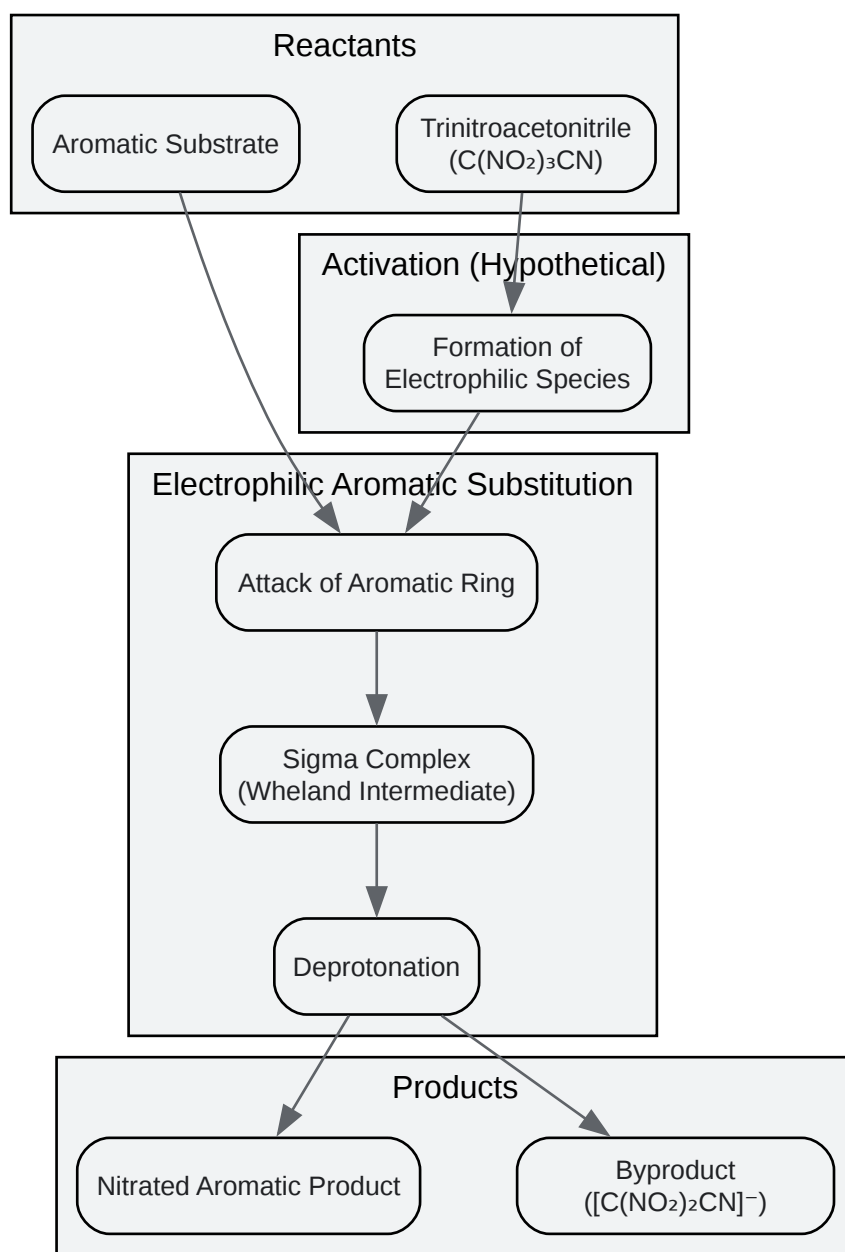 Reactants
Aromatic Substrate
Trinitroacetonitrile
(C(NO₂)₃CN)
Activation (Hypothetical)
Formation of
Electrophilic Species
Electrophilic Aromatic Substitution
Attack of Aromatic Ring
Sigma Complex
(Wheland Intermediate)
Deprotonation
Products
Nitrated Aromatic Product
Byproduct
([C(NO₂)₂CN]⁻)